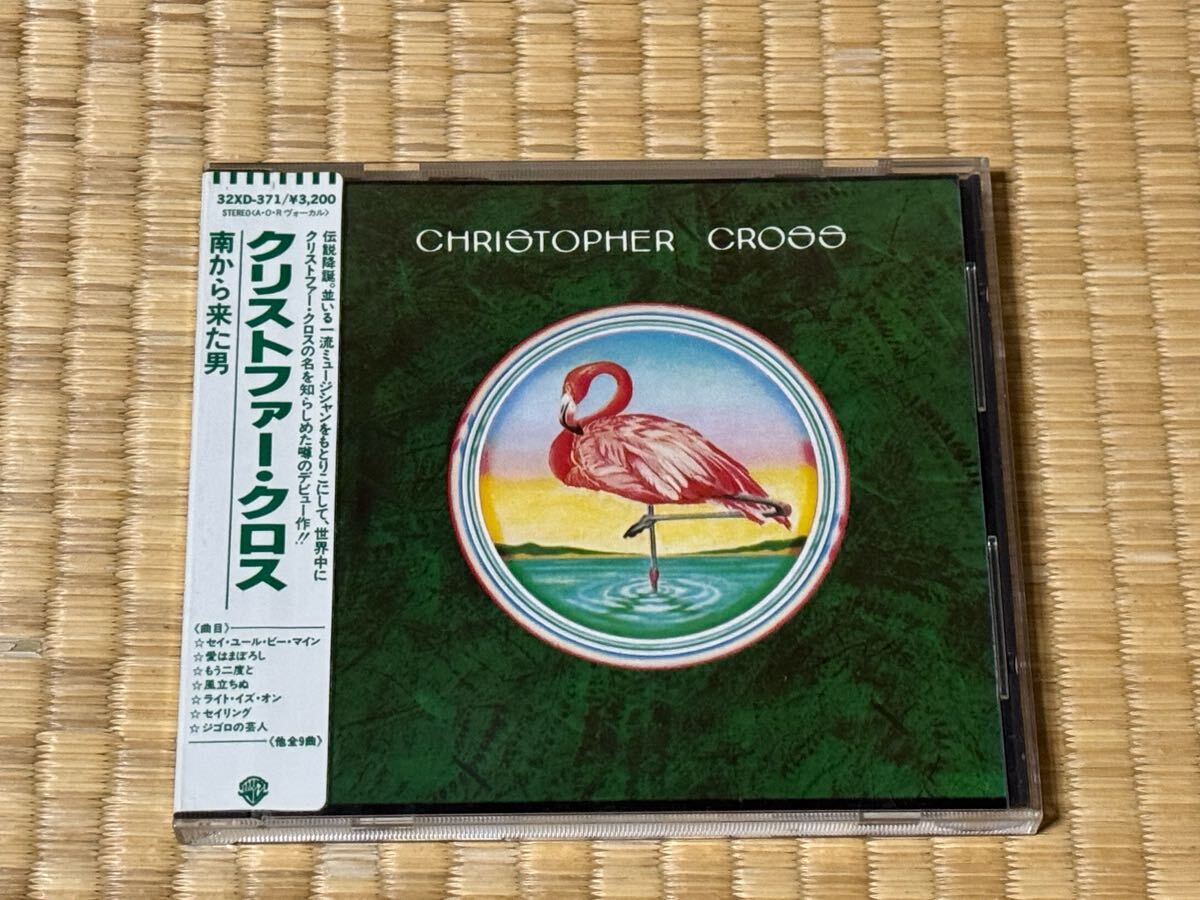 32XD-371/¥3,200
STEREO〈A・O・R ヴォーカル〉
伝説降誕。並いる一流ミュージシャンをもとりこにして、世界中に
クリストファー・クロスの名を知らしめた噂のデビュー作!!
クリストファー・クロス
南から来た男
〈曲目〉
☆セイ・ユール・ビー・マイン
☆愛はまぼろし
☆もう二度と
☆風立ちぬ
☆ライト・イズ・オン
☆セイリング
☆ジゴロの芸人
〈他全9曲〉
CHRISTOPHER CROSS